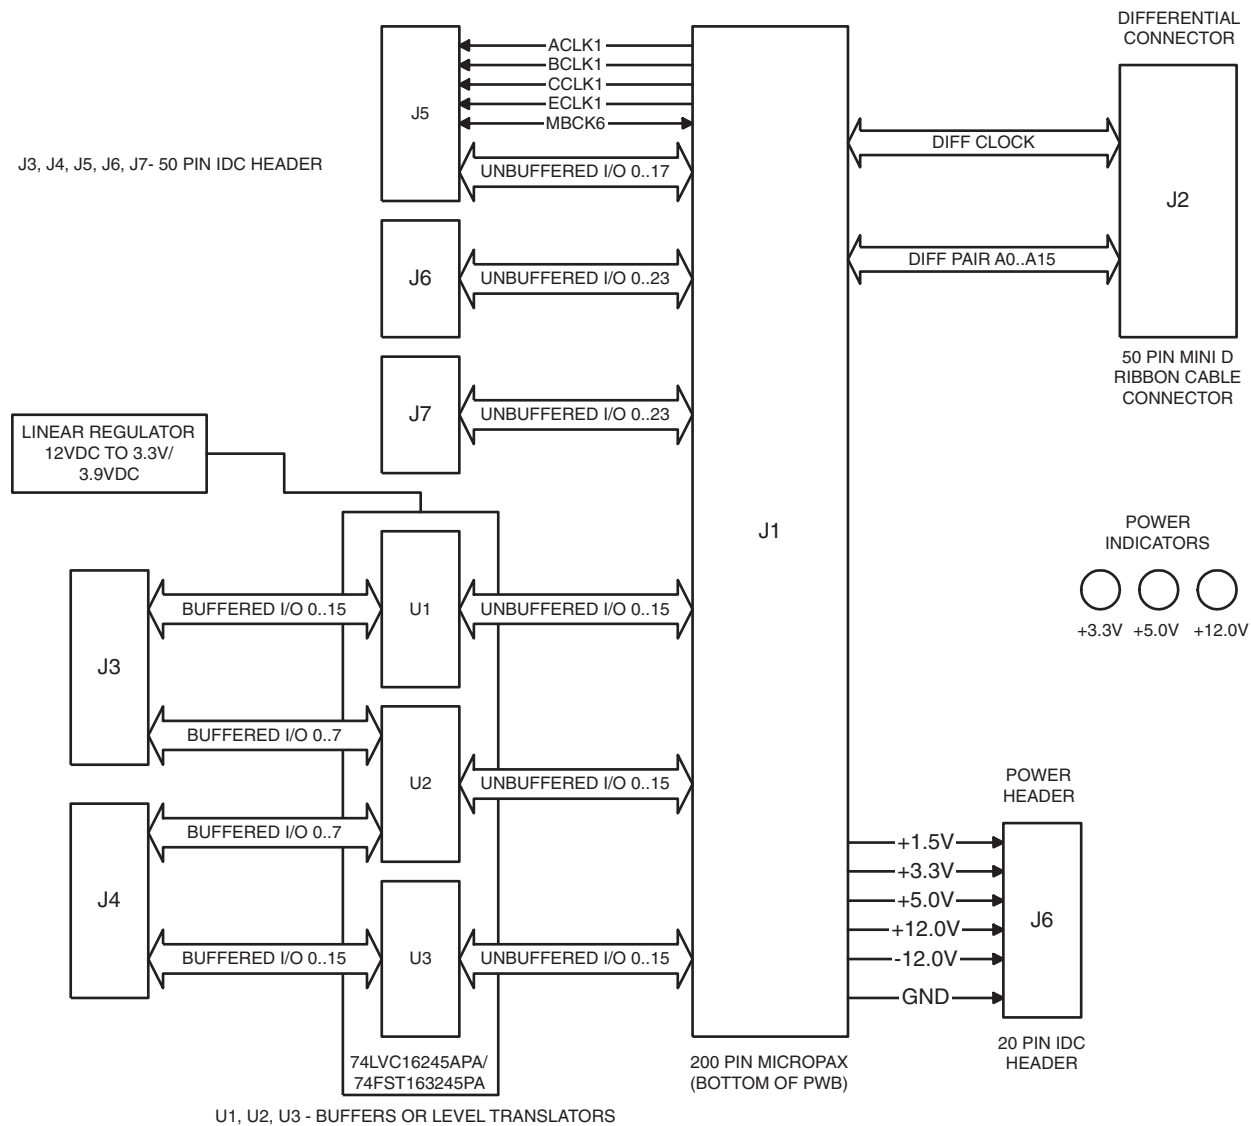 DIFFERENTIAL
CONNECTOR
J5
ACLK1
BCLK1
CCLK1
ECLK1
MBCK6
UNBUFFERED I/O 0..17
J3, J4, J5, J6, J7- 50 PIN IDC HEADER
DIFF CLOCK
J2
DIFF PAIR A0..A15
50 PIN MINI D
RIBBON CABLE
CONNECTOR
J6
UNBUFFERED I/O 0..23
J7
UNBUFFERED I/O 0..23
LINEAR REGULATOR
12VDC TO 3.3V/
3.9VDC
J1
POWER
INDICATORS
+3.3V +5.0V +12.0V
J3
BUFFERED I/O 0..15
U1
UNBUFFERED I/O 0..15
BUFFERED I/O 0..7
U2
UNBUFFERED I/O 0..15
BUFFERED I/O 0..7
J4
BUFFERED I/O 0..15
U3
UNBUFFERED I/O 0..15
POWER
HEADER
+1.5V
+3.3V
+5.0V
+12.0V
-12.0V
GND
J6
20 PIN IDC
HEADER
74LVC16245APA/
74FST163245PA
200 PIN MICROPAX
(BOTTOM OF PWB)
U1, U2, U3 - BUFFERS OR LEVEL TRANSLATORS